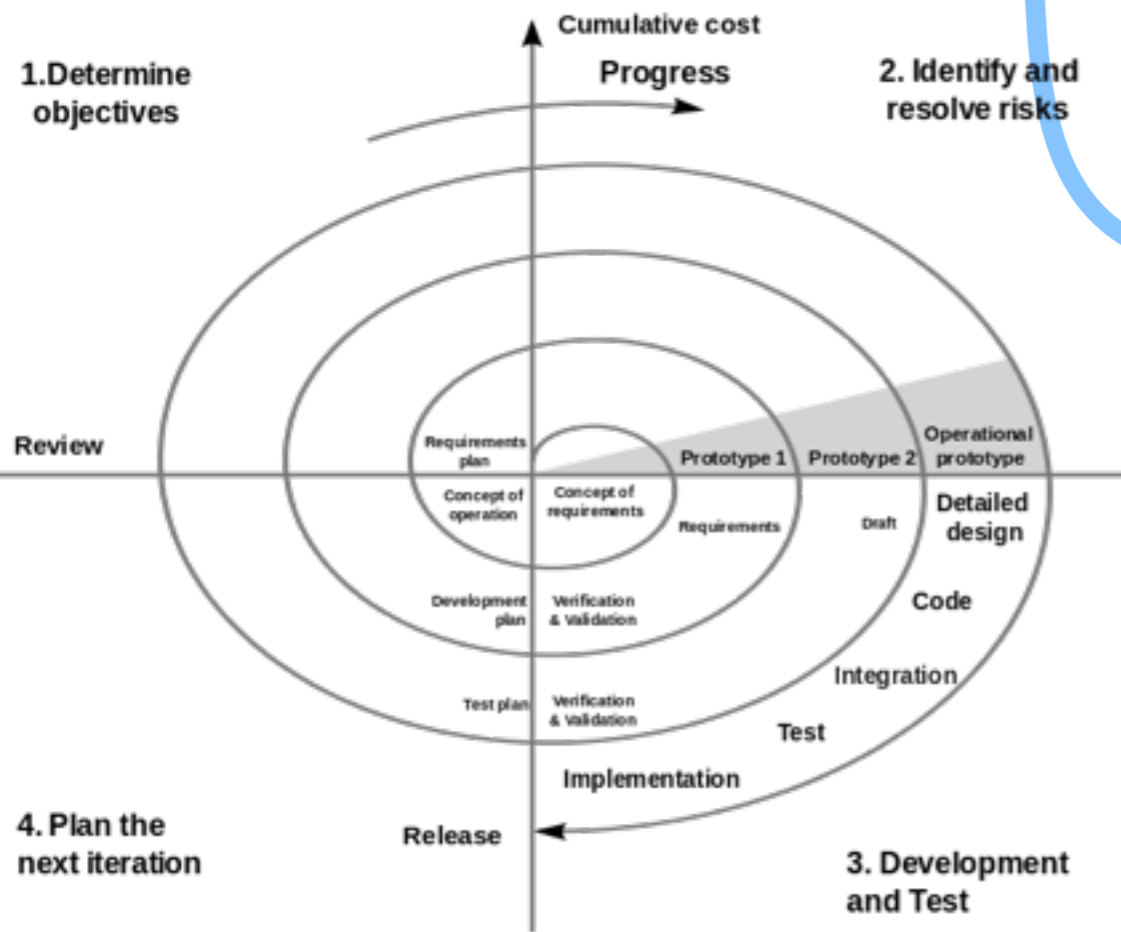 Cumulative cost
Progress
1.Determine
objectives
2. Identify and
resolve risks
Review
Requirements
plan
Prototype 1
Prototype 2
Operational
prototype
Concept of
operation
Concept of
requirements
Requirements
Draft
Detailed
design
Development
plan
Verification
& Validation
Code
Integration
Test plan
Verification
& Validation
Test
Implementation
Release
4. Plan the
next iteration
3. Development
and Test